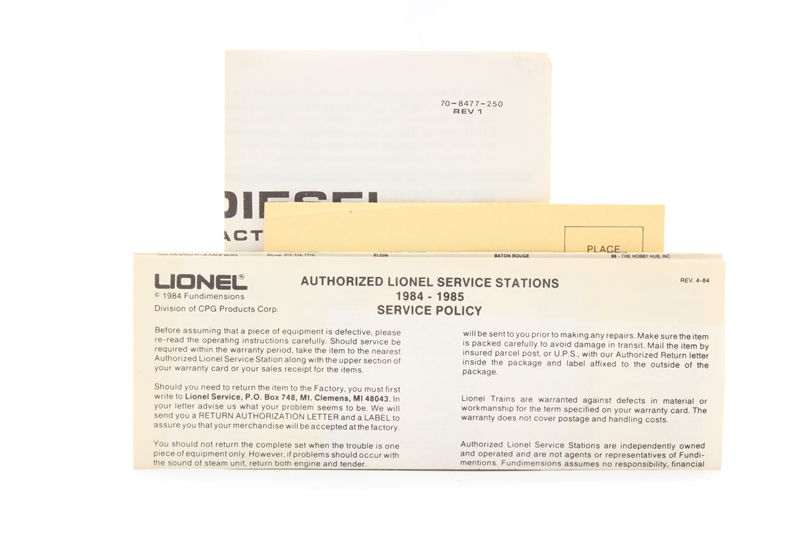 70-8477-250
REV 1
DIESEL
ACT
PLACE
ELGIN
BATON ROUGE
THE HOBBY HUB, INC.
LIONEL®
© 1984 Fundimensions
Division of CPG Products Corp.
AUTHORIZED LIONEL SERVICE STATIONS
1984 - 1985
SERVICE POLICY
REV. 4-84
Before assuming that a piece of equipment is defective, please
re-read the operating instructions carefully. Should service be
required within the warranty period, take the item to the nearest
Authorized Lionel Service Station along with the upper section of
your warranty card or your sales receipt for the items.
Should you need to return the item to the Factory, you must first
write to Lionel Service, P.O. Box 748, Mt. Clemens, MI 48043. In
your letter advise us what your problem seems to be. We will
send you a RETURN AUTHORIZATION LETTER and a LABEL to
assure you that your merchandise will be accepted at the factory.
You should not return the complete set when the trouble is one
piece of equipment only. However, if problems should occur with
the sound of steam unit, return both engine and tender.
will be sent to you prior to making any repairs. Make sure the item
is packed carefully to avoid damage in transit. Mail the item by
insured parcel post, or U.P.S., with our Authorized Return letter
inside the package and label affixed to the outside of the
package.
Lionel Trains are warranted against defects in material or
workmanship for the term specified on your warranty card. The
warranty does not cover postage and handling costs.
Authorized Lionel Service Stations are independently owned
and operated and are not agents or representatives of Fundi-
mentions. Fundimensions assumes no responsibility, financial